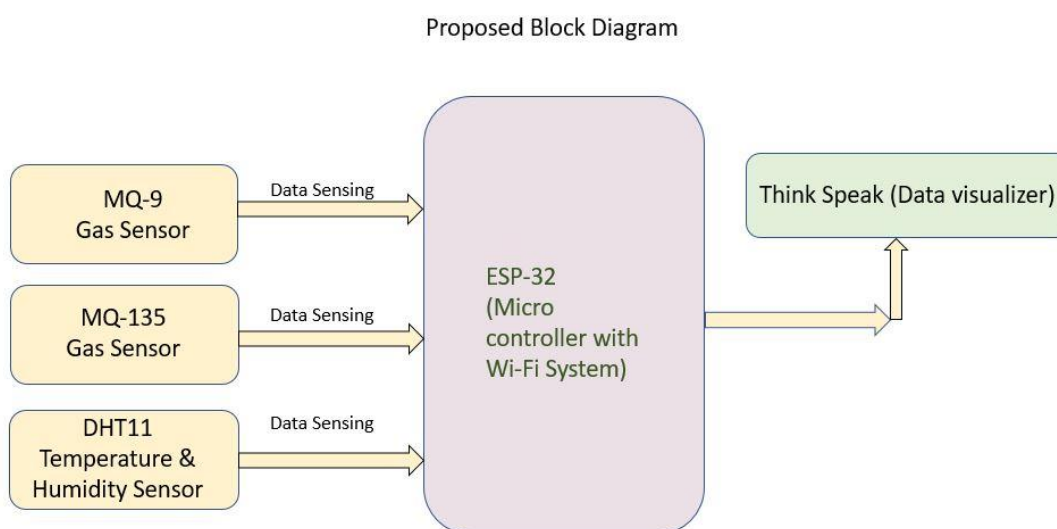 Proposed Block Diagram
MQ-9
Gas Sensor
Data Sensing
MQ-135
Gas Sensor
Data Sensing
DHT11
Temperature &
Humidity Sensor
Data Sensing
ESP-32
(Micro
controller with
Wi-Fi System)
Think Speak (Data visualizer)